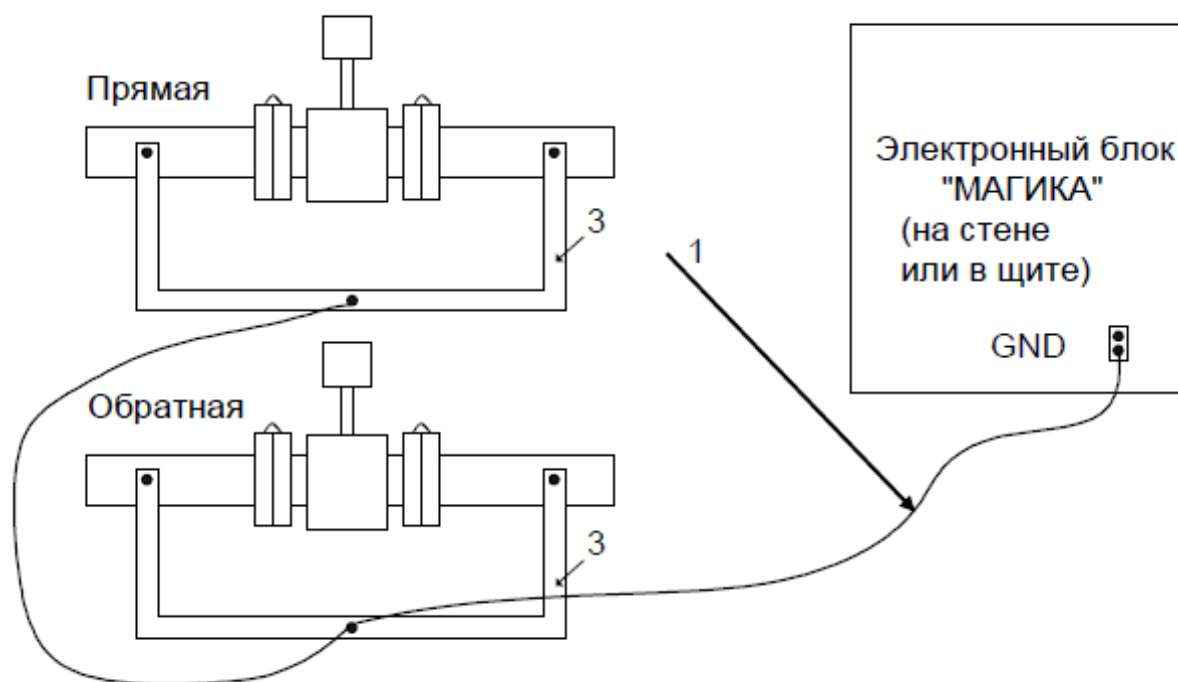 Прямая
3
1
Электронный блок
"МАГИКА"
(на стене
или в щите)
GND
Обратная
3